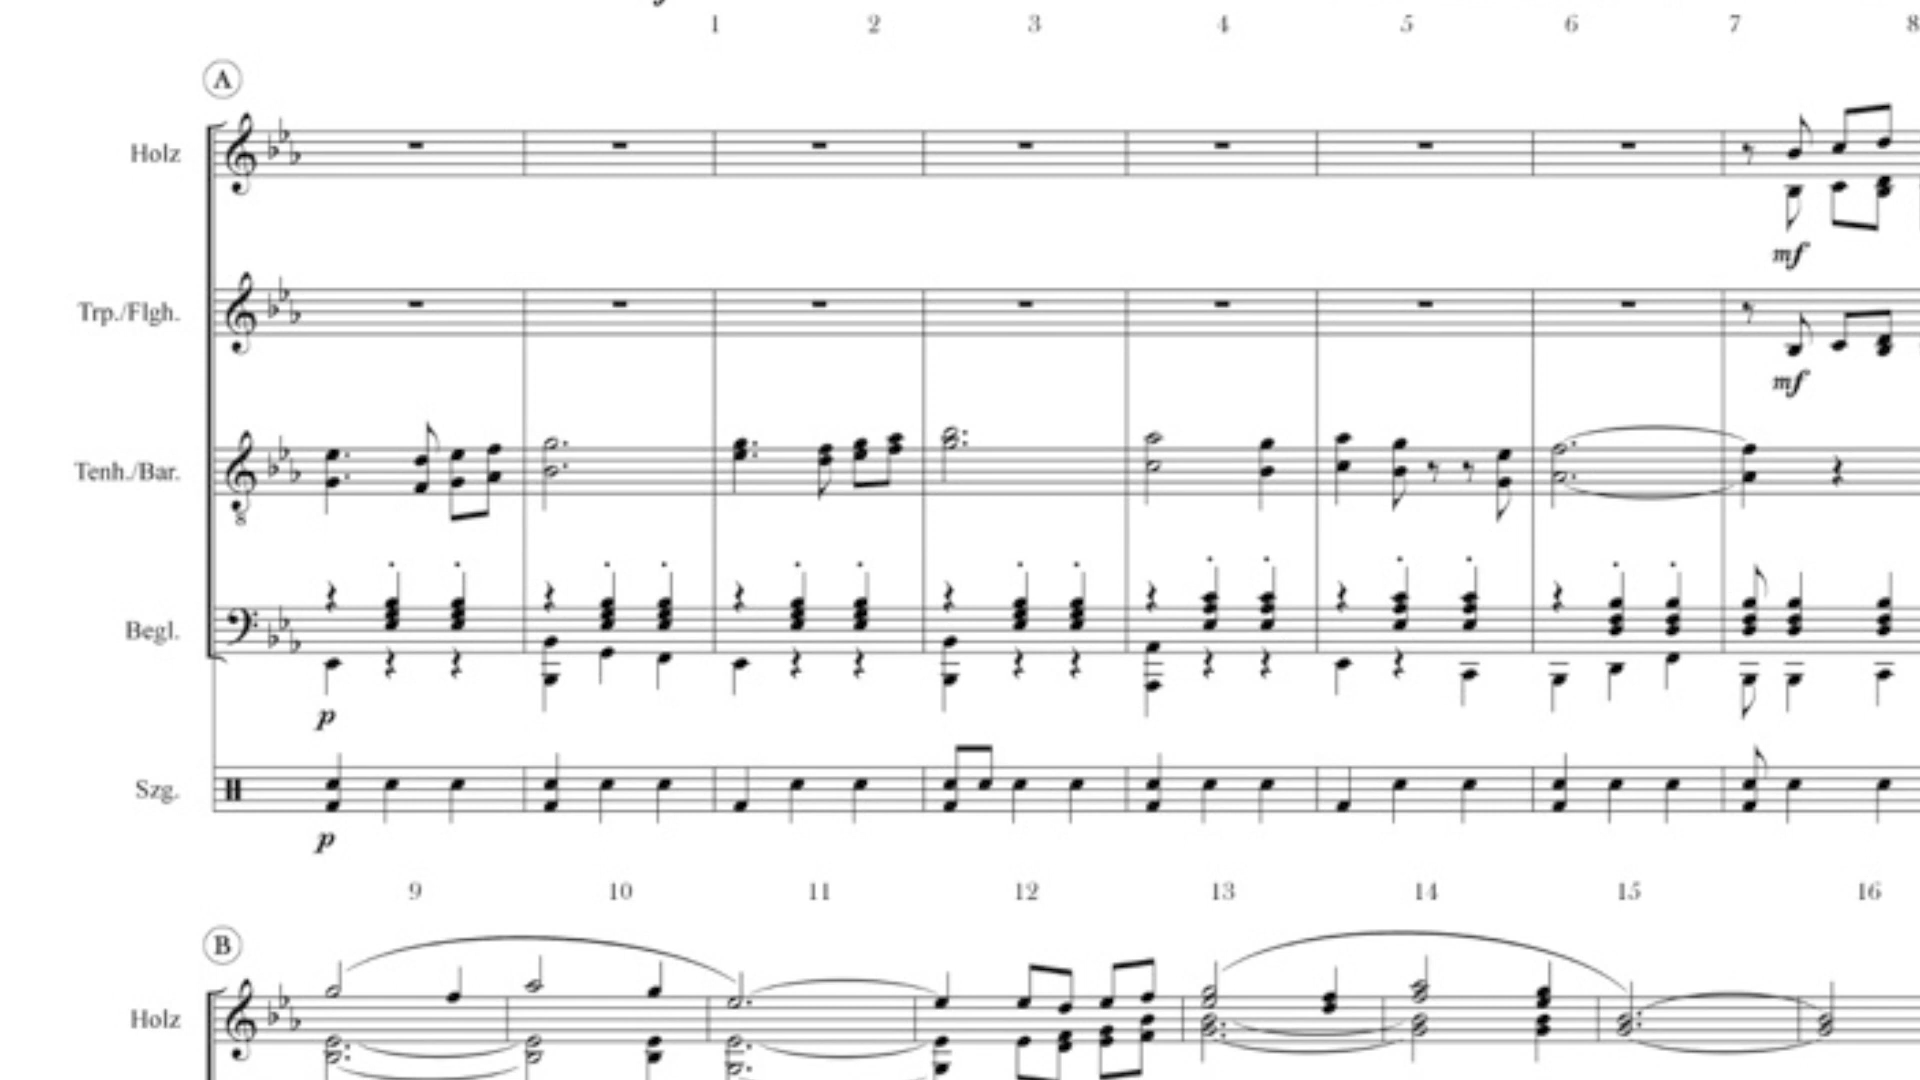 1 2 3 4 5 6 7 8
A
Holz
mf
Trp./Flgh.
mf
Tenh./Bar.
8
Begl.
p
Szg.
p
9 10 11 12 13 14 15 16
B
Holz